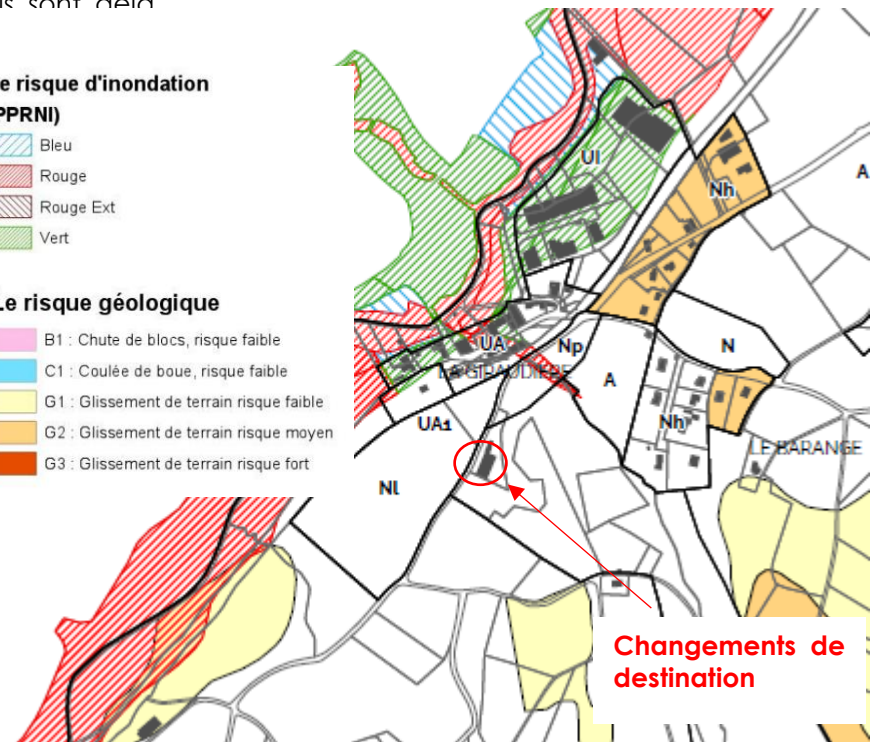 e risque d'inondation
PPRNI)
Bleu
Rouge
Rouge Ext
Vert
Le risque géologique
B1 : Chute de blocs, risque faible
C1 : Coulée de boue, risque faible
G1 : Glissement de terrain risque faible
G2 : Glissement de terrain risque moyen
G3 : Glissement de terrain risque fort
UI
Nh
A
UA
Np
N
LA GIRAUDIERE
A
UA1
Nh
LE BARANGE
Nl
Changements de
destination